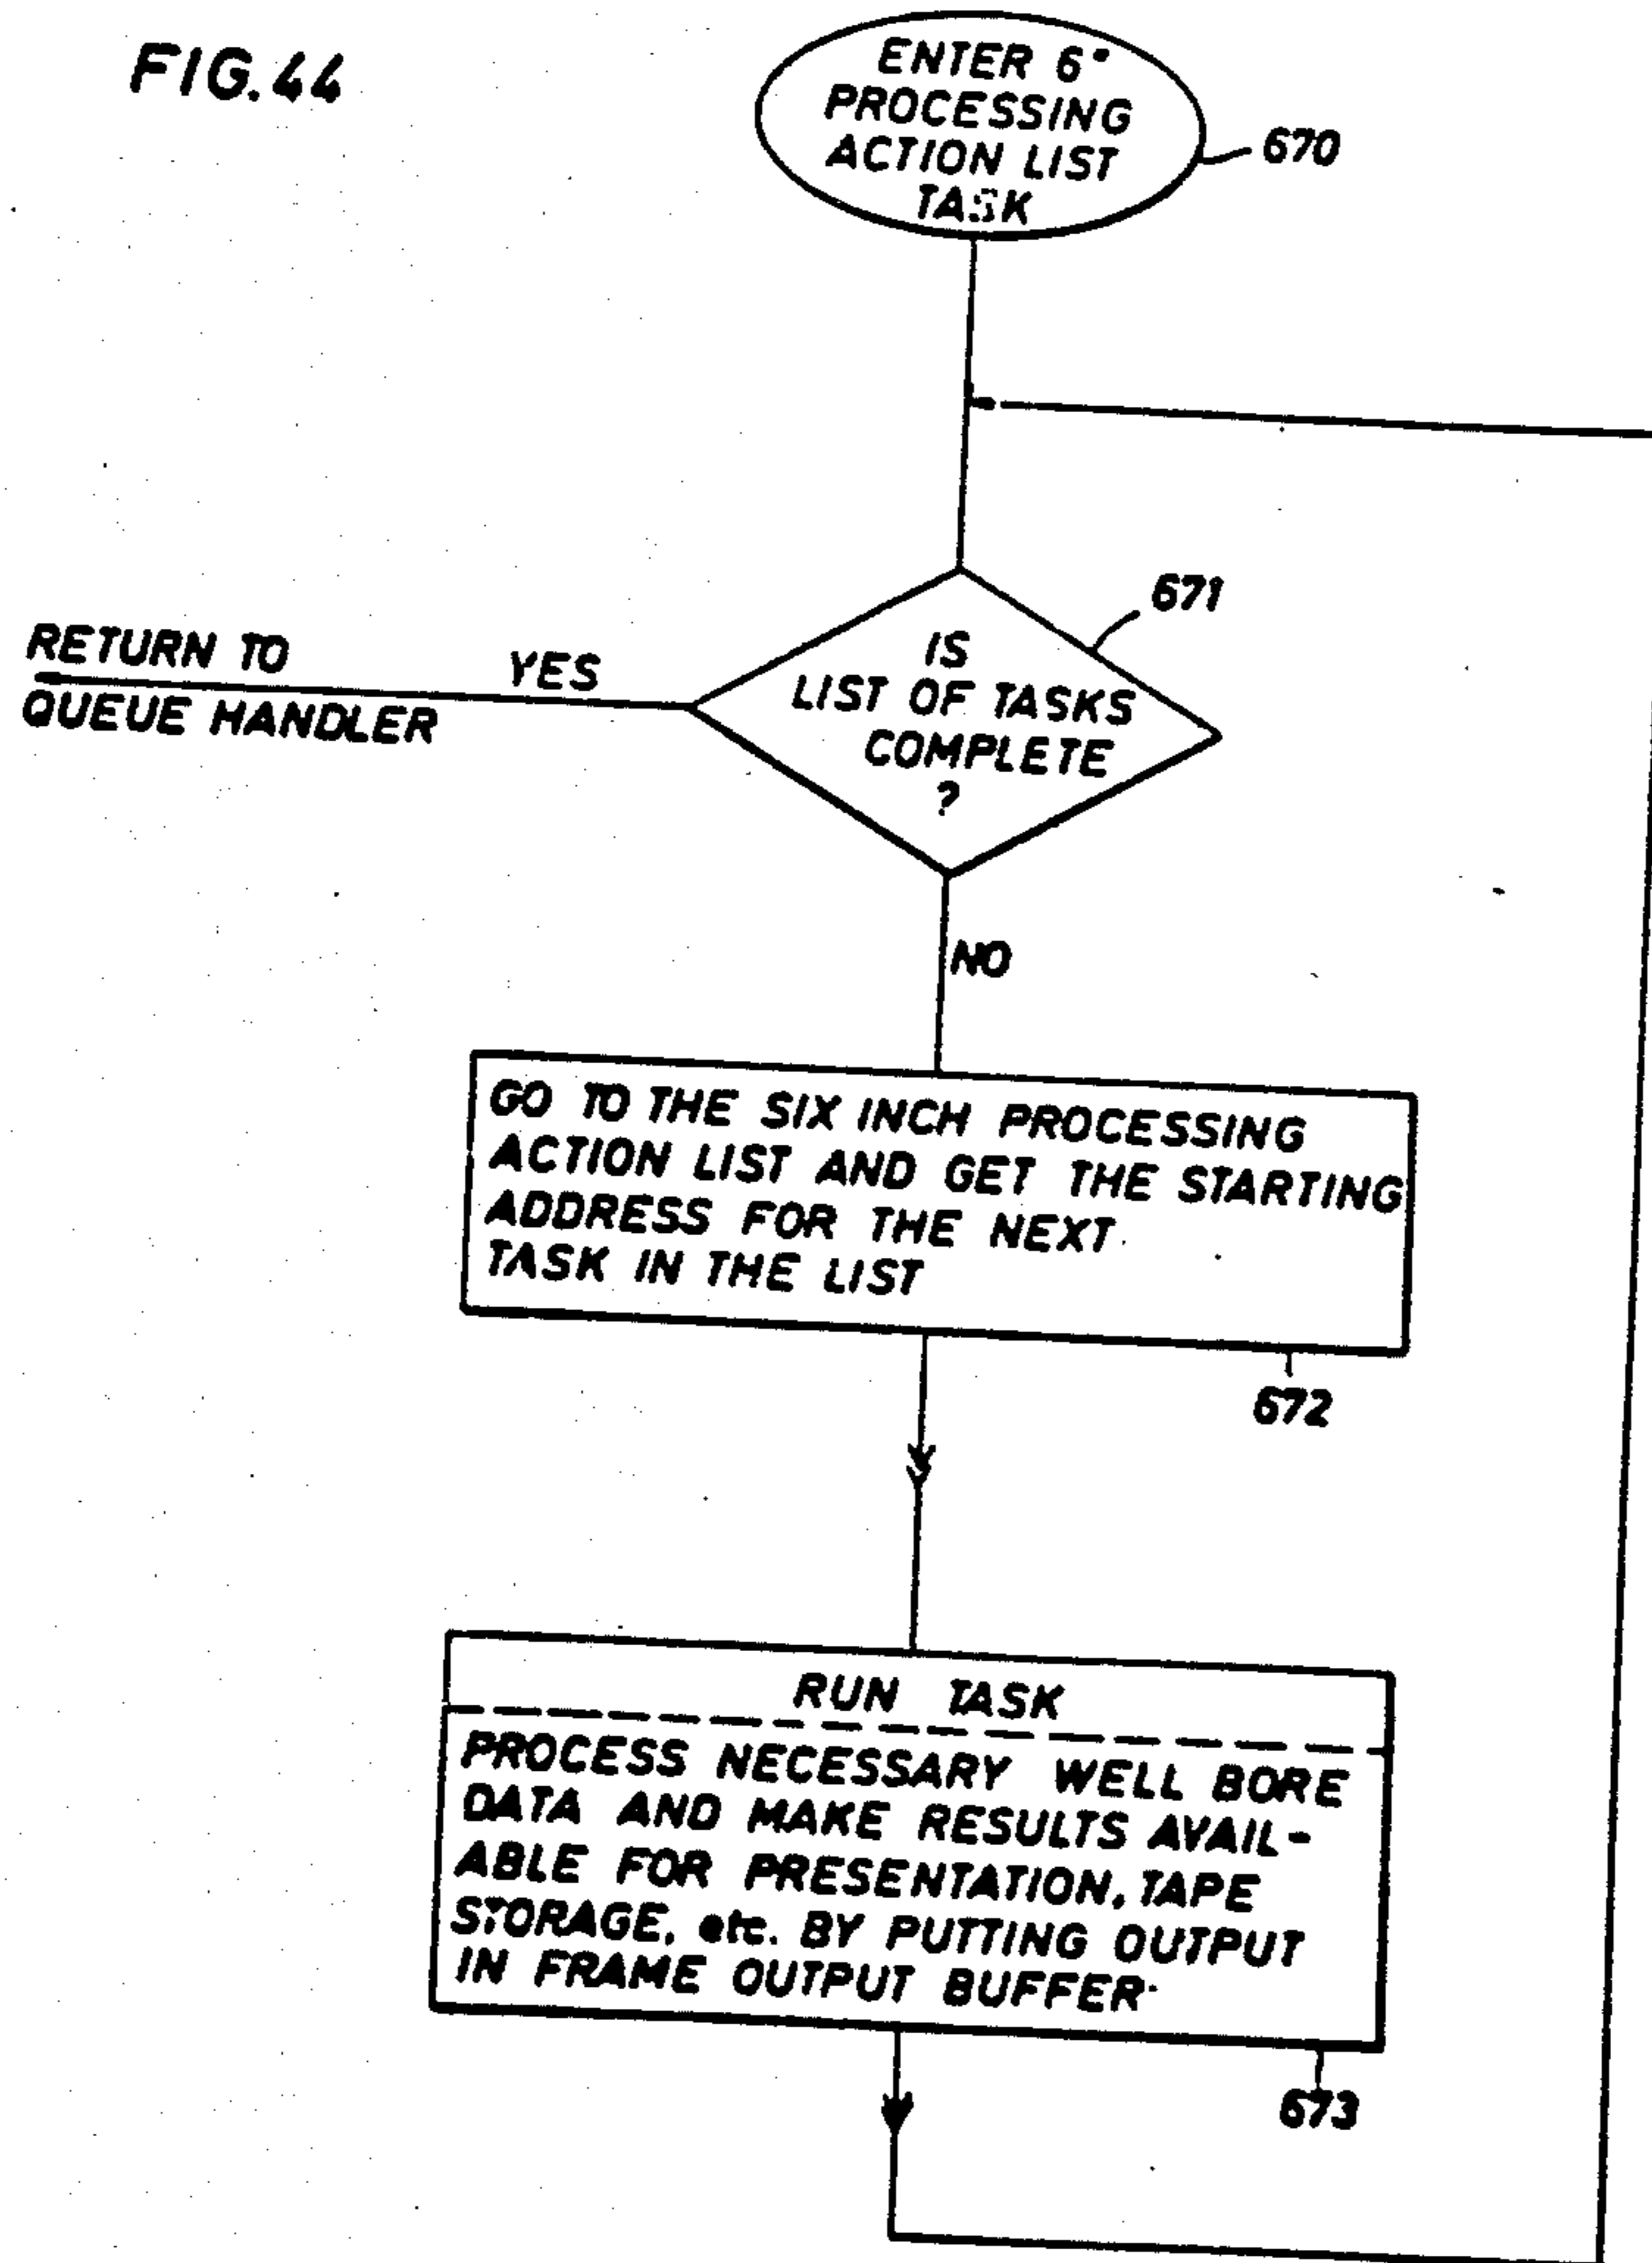 FIG.44
ENTER 6"
PROCESSING
ACTION LIST
TASK
670
671
IS
LIST OF TASKS
COMPLETE
?
YES
RETURN TO
QUEUE HANDLER
NO
GO TO THE SIX INCH PROCESSING
ACTION LIST AND GET THE STARTING
ADDRESS FOR THE NEXT
TASK IN THE LIST
672
RUN TASK
PROCESS NECESSARY WELL BORE
DATA AND MAKE RESULTS AVAIL-
ABLE FOR PRESENTATION, TAPE
STORAGE, etc. BY PUTTING OUTPUT
IN FRAME OUTPUT BUFFER
673